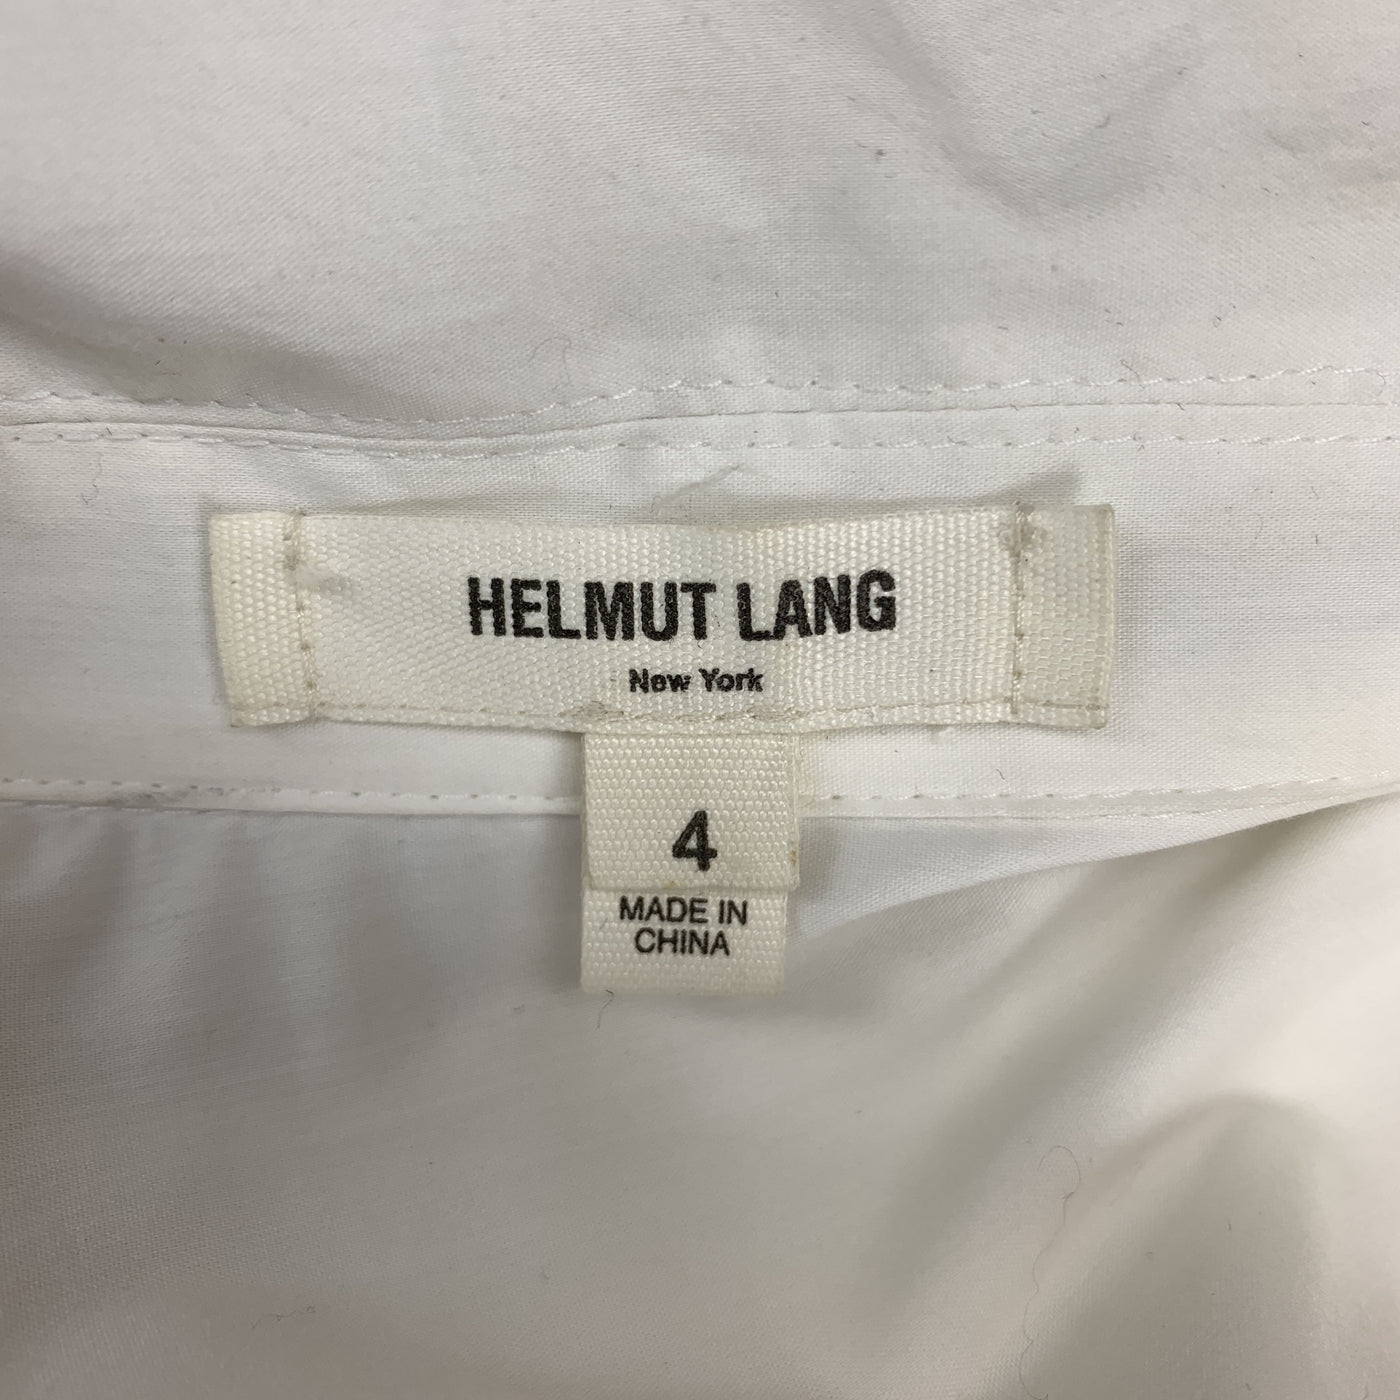 HELMUT LANG
New York
4
MADE IN
CHINA